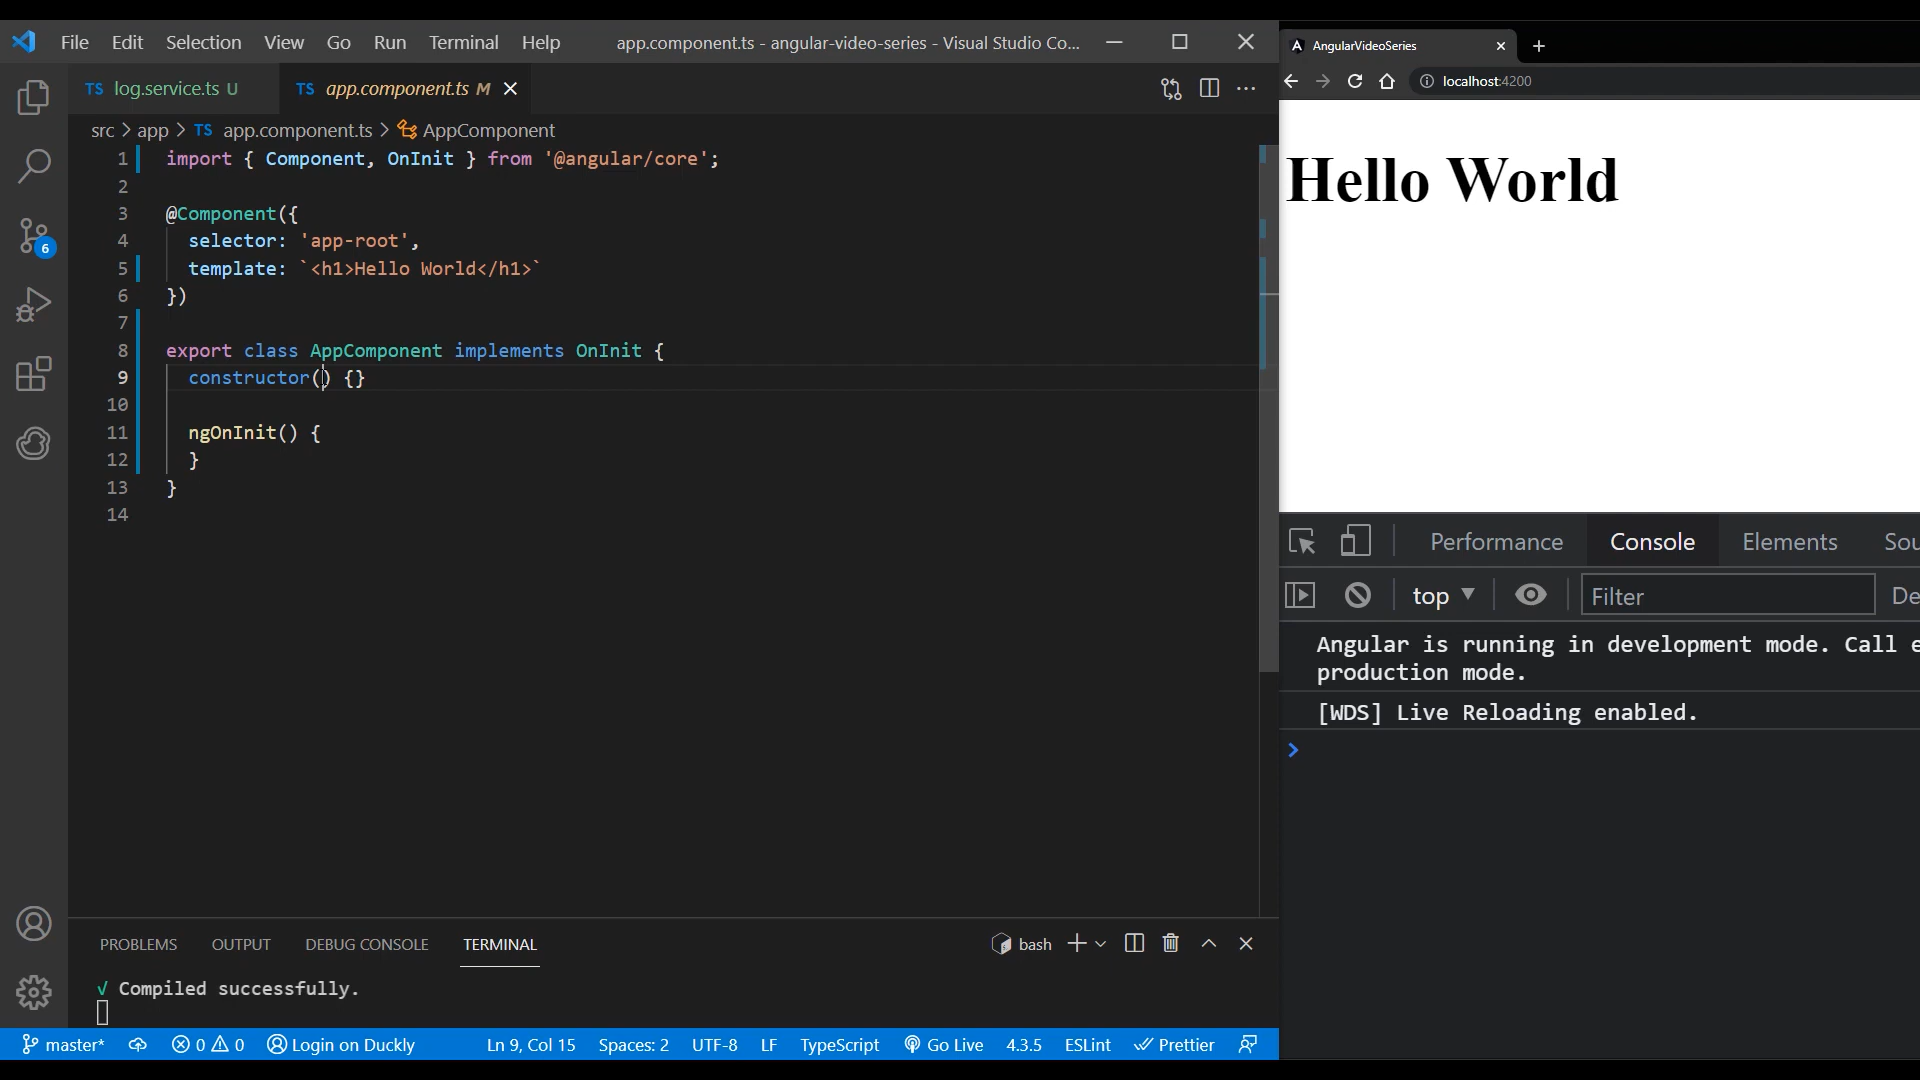 File Edit Selection View Go Run Terminal Help app.component.ts - angular-video-series - Visual Studio Co...
TS log.service.ts U TS app.component.ts M
src > app > TS app.component.ts > AppComponent
1 import { Component, OnInit } from '@angular/core';
2
3 @Component({
4 selector: 'app-root',
5 template: `<h1>Hello World</h1>`
6 })
7
8 export class AppComponent implements OnInit {
9 constructor() {}
10
11 ngOnInit() {
12 }
13 }
14
6
PROBLEMS OUTPUT DEBUG CONSOLE TERMINAL bash
√ Compiled successfully.
master* 0 0 Login on Duckly Ln 9, Col 15 Spaces: 2 UTF-8 LF TypeScript Go Live 4.3.5 ESLint Prettier
AngularVideoSeries
localhost:4200
Hello World
Performance Console Elements Sou
top Filter De
Angular is running in development mode. Call e
production mode.
[WDS] Live Reloading enabled.
>